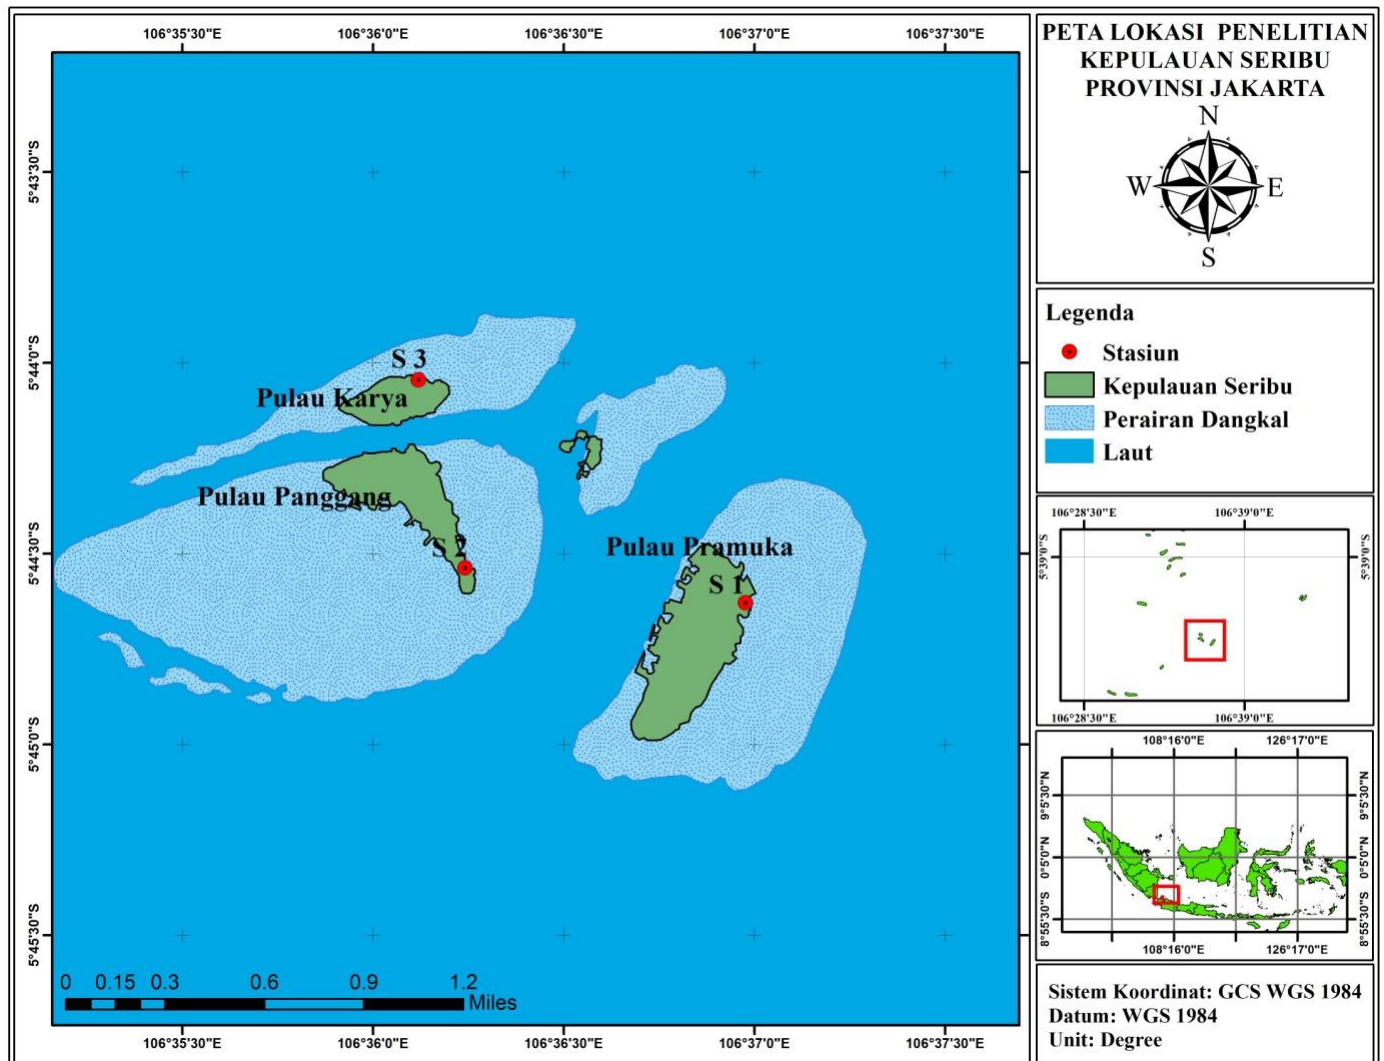 106°35'30"E 106°36'0"E 106°36'30"E 106°37'0"E 106°37'30"E
5°43'30"S
5°44'0"S
5°44'30"S
5°45'0"S
5°45'30"S
S 3
Pulau Karya
Pulau Panggang
S 2
Pulau Pramuka
S 1
0 0.15 0.3 0.6 0.9 1.2
Miles
106°35'30"E 106°36'0"E 106°36'30"E 106°37'0"E 106°37'30"E
PETA LOKASI PENELITIAN
KEPULAUAN SERIBU
PROVINSI JAKARTA
N
W E
S
Legenda
Stasiun
Kepulauan Seribu
Perairan Dangkal
Laut
106°28'30"E 106°39'0"E
5°39'0"S 5°39'0"S
106°28'30"E 106°39'0"E
108°16'0"E 126°17'0"E
9°5'30"N 9°5'30"N
0°5'0"N 0°5'0"N
8°55'30"S 8°55'30"S
108°16'0"E 126°17'0"E
Sistem Koordinat: GCS WGS 1984
Datum: WGS 1984
Unit: Degree